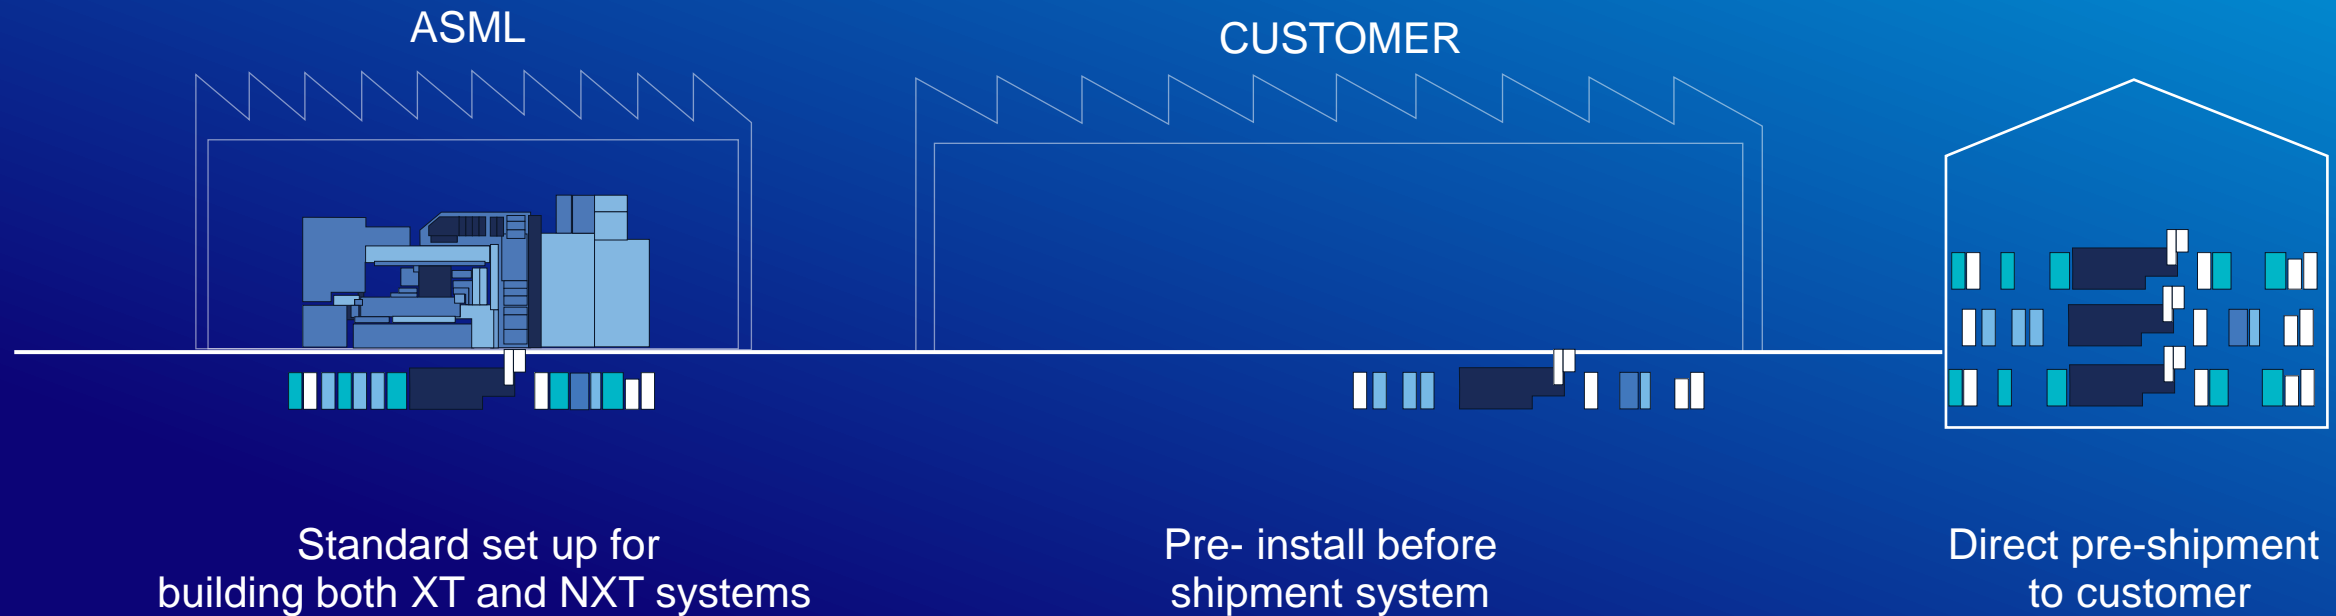 ASML
CUSTOMER
Standard set up for
building both XT and NXT systems
Pre- install before
shipment system
Direct pre-shipment
to customer